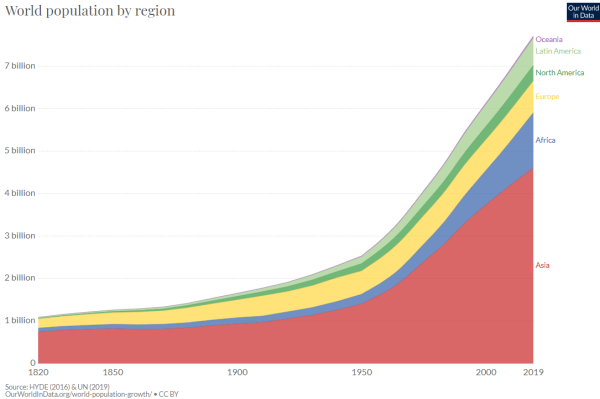 World population by region
Our World
in Data
7 billion
6 billion
5 billion
4 billion
3 billion
2 billion
1 billion
0
Oceania
Latin America
North America
Europe
Africa
Asia
1820
1850
1900
1950
2000
2019
Source: HYDE (2016) & UN (2019)
OurWorldInData.org/world-population-growth/ • CC BY